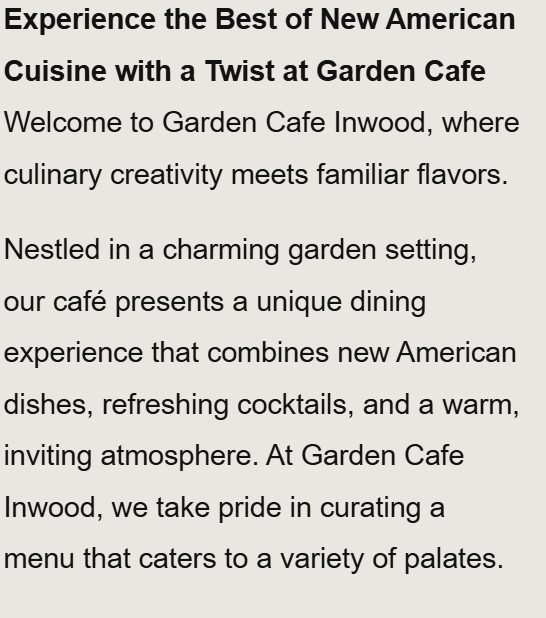 Experience the Best of New American
Cuisine with a Twist at Garden Cafe
Welcome to Garden Cafe Inwood, where
culinary creativity meets familiar flavors.
Nestled in a charming garden setting,
our café presents a unique dining
experience that combines new American
dishes, refreshing cocktails, and a warm,
inviting atmosphere. At Garden Cafe
Inwood, we take pride in curating a
menu that caters to a variety of palates.